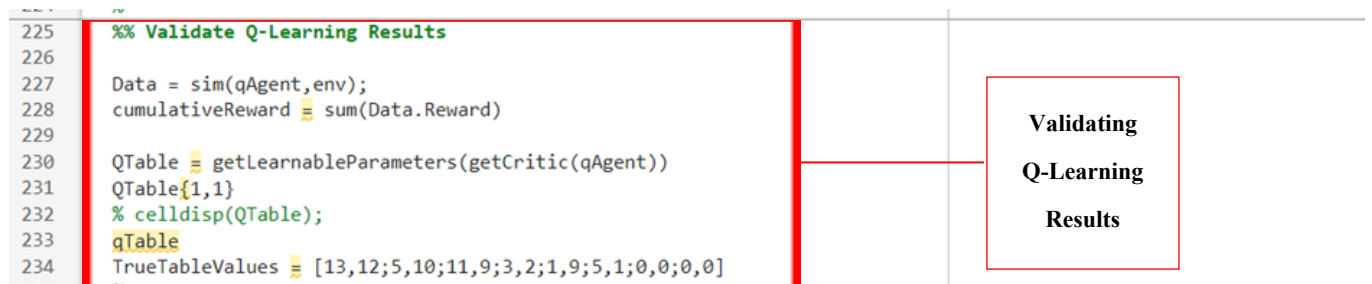 225 %% Validate Q-Learning Results
226
227 Data = sim(qAgent,env);
228 cumulativeReward = sum(Data.Reward)
229
230 QTable = getLearnableParameters(getCritic(qAgent))
231 QTable{1,1}
232 % celldisp(QTable);
233 qTable
234 TrueTableValues = [13,12;5,10;11,9;3,2;1,9;5,1;0,0;0,0]
Validating
Q-Learning
Results